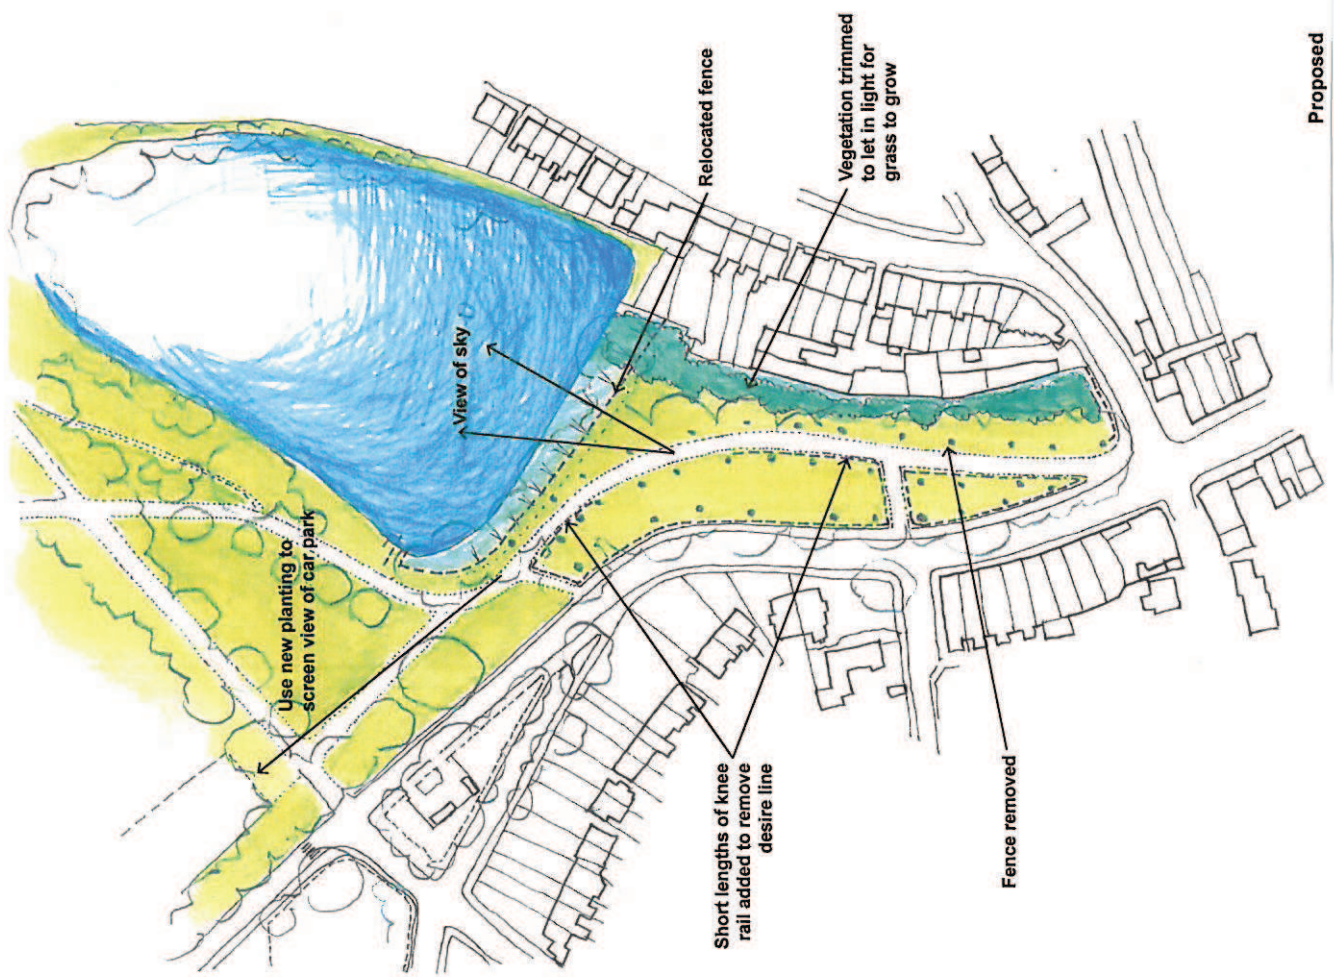 Use new planting to
screen view of car park
View of sky
Relocated fence
Vegetation trimmed
to let in light for
grass to grow
Short lengths of knee
rail added to remove
desire line
Fence removed
Proposed